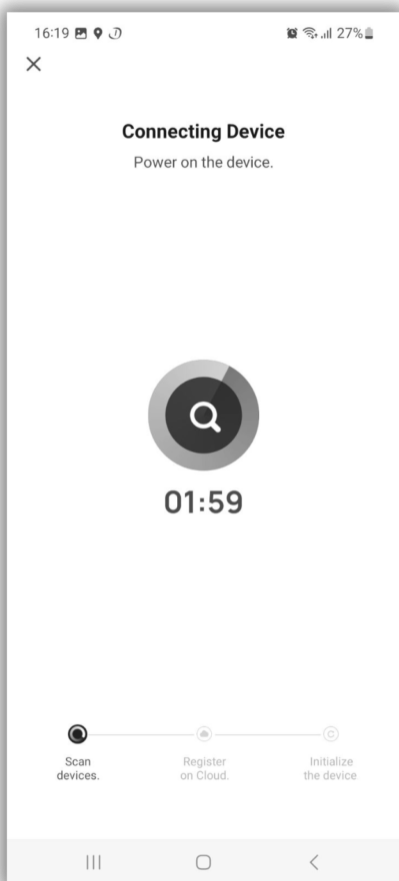 16:19 27%
Connecting Device
Power on the device.
01:59
Scan
devices.
Register
on Cloud.
Initialize
the device